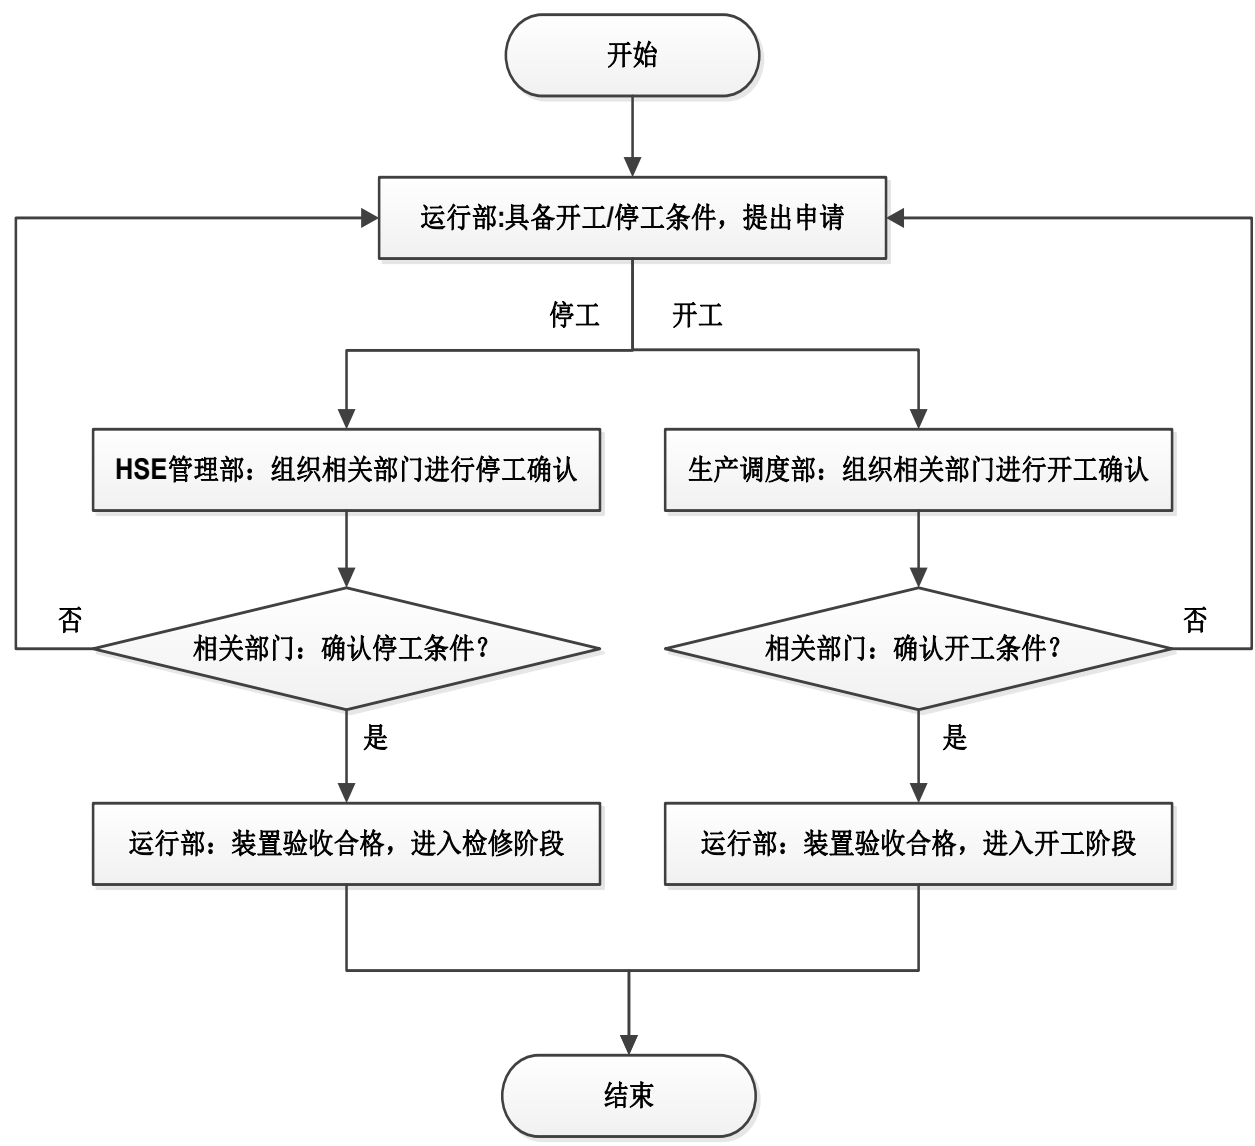 开始
运行部:具备开工/停工条件，提出申请
停工
开工
HSE管理部：组织相关部门进行停工确认
生产调度部：组织相关部门进行开工确认
否
相关部门：确认停工条件？
相关部门：确认开工条件？
否
是
是
运行部：装置验收合格，进入检修阶段
运行部：装置验收合格，进入开工阶段
结束